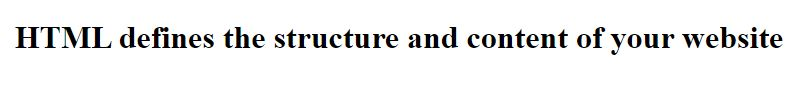 HTML defines the structure and content of your website